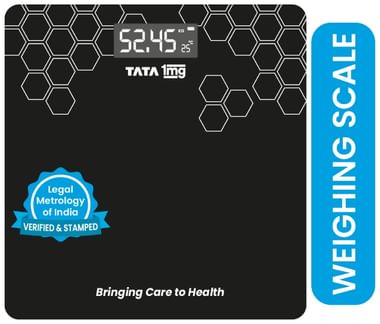 52.45 KG
25°C
TATA 1mg
Legal
Metrology
of India
VERIFIED & STAMPED
Bringing Care to Health
WEIGHING SCALE